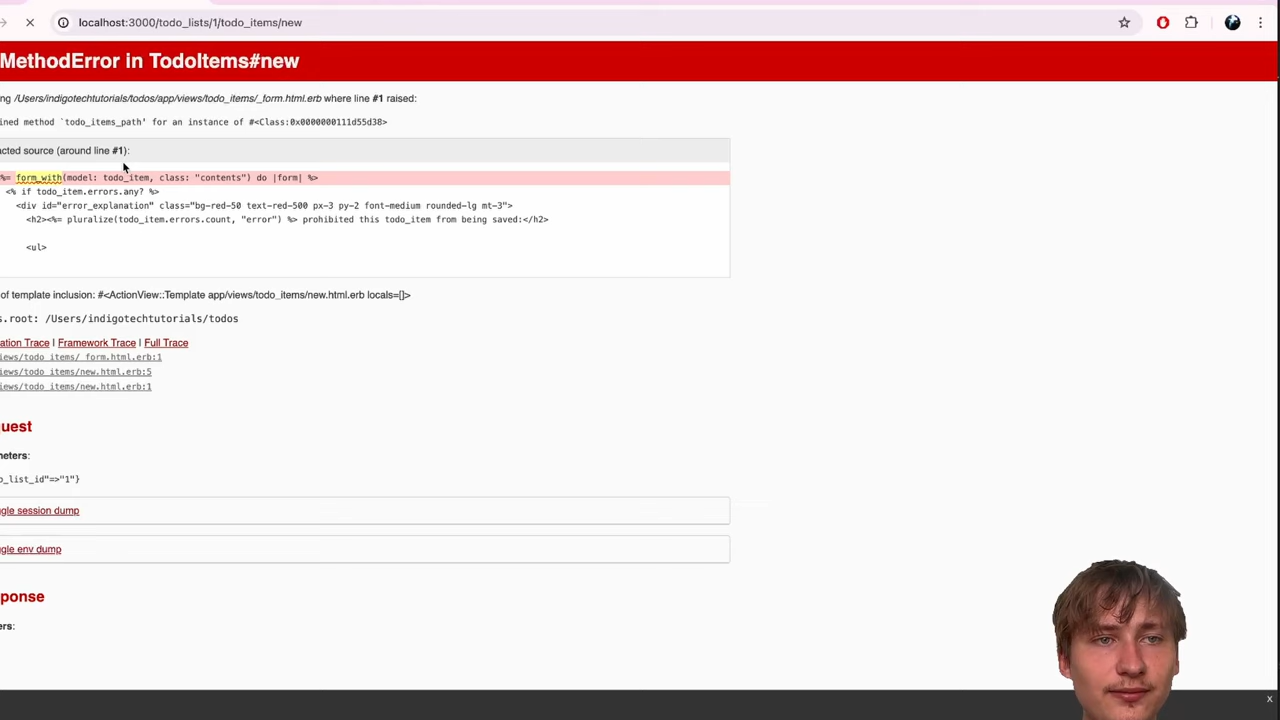 localhost:3000/todo_lists/1/todo_items/new
MethodError in TodoItems#new
ng /Users/indigotechtutorials/todos/app/views/todo_items/_form.html.erb where line #1 raised:
ined method `todo_items_path' for an instance of #<Class:0x0000000111d55d38>
acted source (around line #1):
%= form_with(model: todo_item, class: "contents") do |form| %>
<% if todo_item.errors.any? %>
<div id="error_explanation" class="bg-red-50 text-red-500 px-3 py-2 font-medium rounded-lg mt-3">
<h2><%= pluralize(todo_item.errors.count, "error") %> prohibited this todo_item from being saved:</h2>
<ul>
of template inclusion: #<ActionView::Template app/views/todo_items/new.html.erb locals=[]>
s.root: /Users/indigotechtutorials/todos
ation Trace | Framework Trace | Full Trace
iews/todo_items/_form.html.erb:1
iews/todo_items/new.html.erb:5
iews/todo_items/new.html.erb:1
uest
meters:
o_list_id"=>"1"}
ggle session dump
ggle env dump
ponse
ers:
x